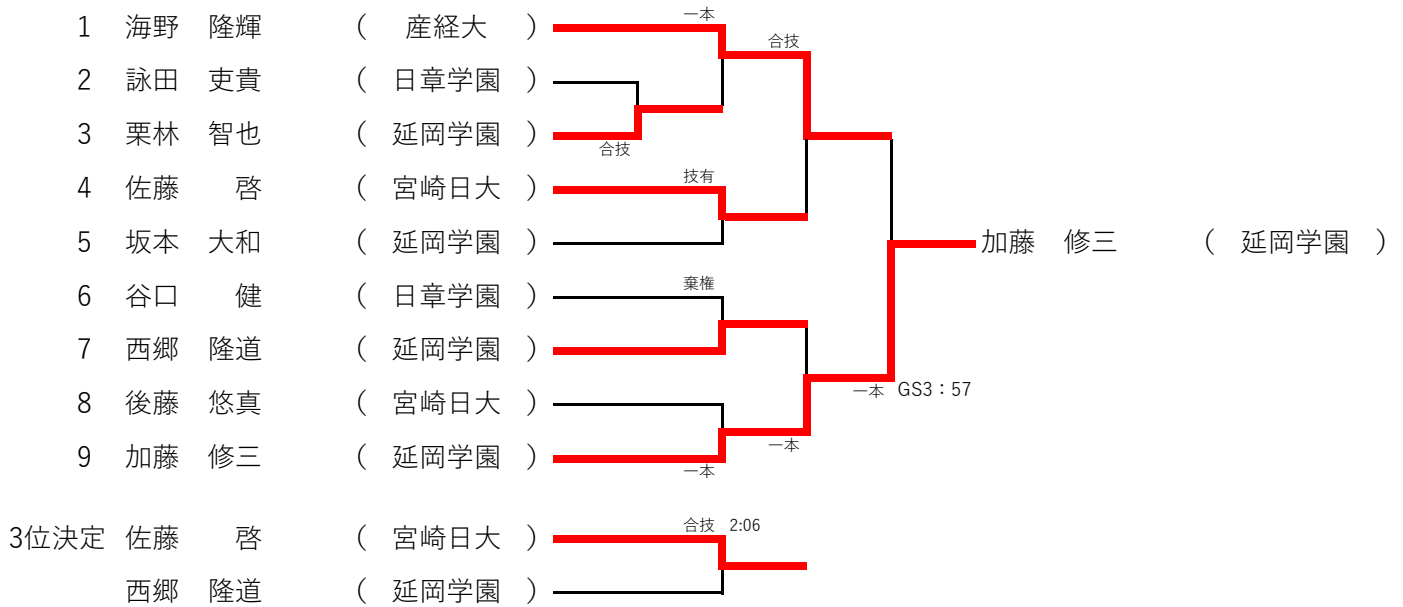 一本
1 海野 隆輝 ( 産経大 )
合技
2 詠田 吏貴 ( 日章学園 )
3 栗林 智也 ( 延岡学園 )
合技
技有
4 佐藤 啓 ( 宮崎日大 )
5 坂本 大和 ( 延岡学園 ) 加藤 修三 ( 延岡学園 )
棄権
6 谷口 健 ( 日章学園 )
7 西郷 隆道 ( 延岡学園 )
一本 GS3：57
8 後藤 悠真 ( 宮崎日大 )
一本
9 加藤 修三 ( 延岡学園 )
一本
合技 2:06
3位決定 佐藤 啓 ( 宮崎日大 )
西郷 隆道 ( 延岡学園 )